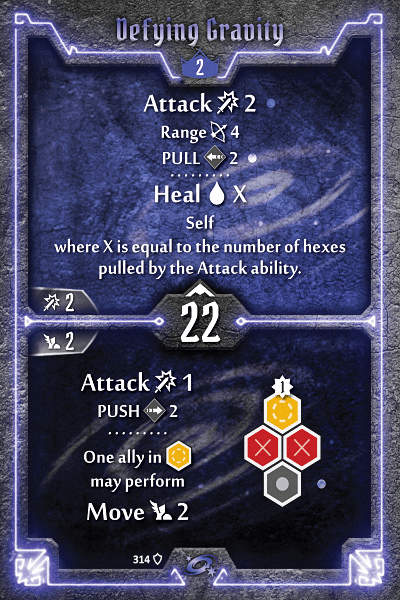 Defying Gravity
2
Attack 2
Range 4
PULL 2
Heal X
Self
where X is equal to the number of hexes
pulled by the Attack ability.
2
22
2
Attack 1
PUSH 2
One ally in
may perform
Move 2
1
314